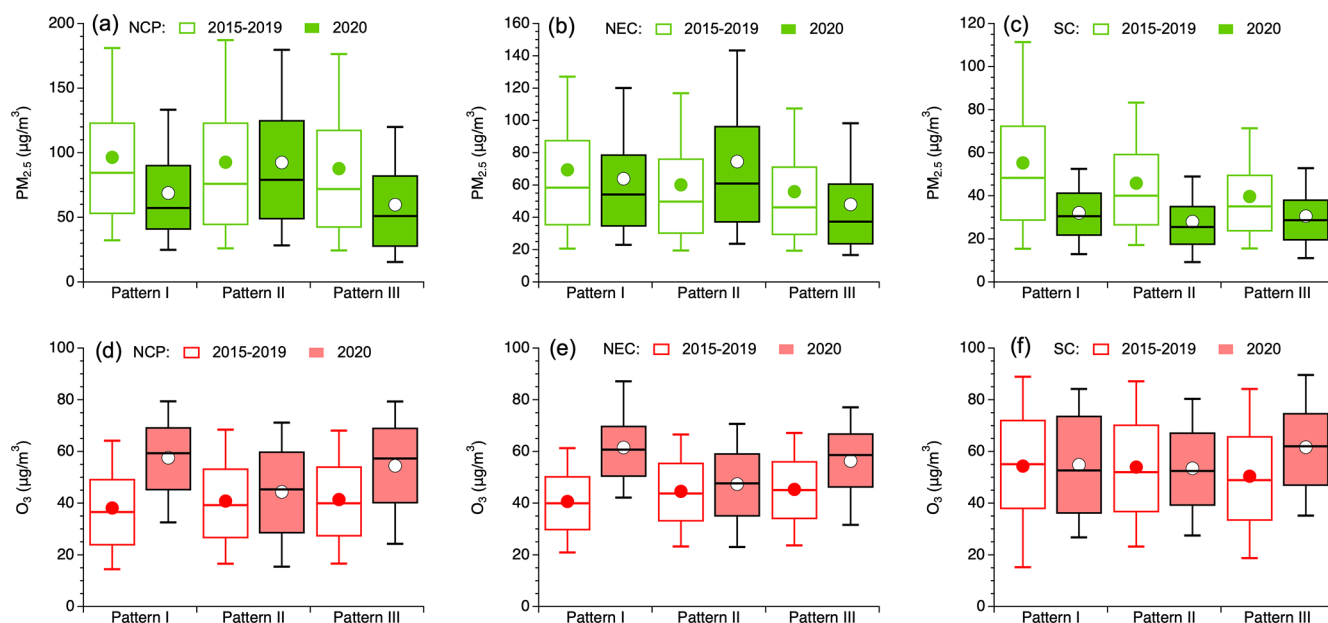 (a) NCP: 2015-2019 2020
PM2.5 (µg/m3)
200
150
100
50
0
Pattern I Pattern II Pattern III
(b) NEC: 2015-2019 2020
PM2.5 (µg/m3)
160
140
120
100
80
60
40
20
0
Pattern I Pattern II Pattern III
(c) SC: 2015-2019 2020
PM2.5 (µg/m3)
120
100
80
60
40
20
0
Pattern I Pattern II Pattern III
(d) NCP: 2015-2019 2020
O3 (µg/m3)
100
80
60
40
20
0
Pattern I Pattern II Pattern III
(e) NEC: 2015-2019 2020
O3 (µg/m3)
100
80
60
40
20
0
Pattern I Pattern II Pattern III
(f) SC: 2015-2019 2020
O3 (µg/m3)
100
80
60
40
20
0
Pattern I Pattern II Pattern III